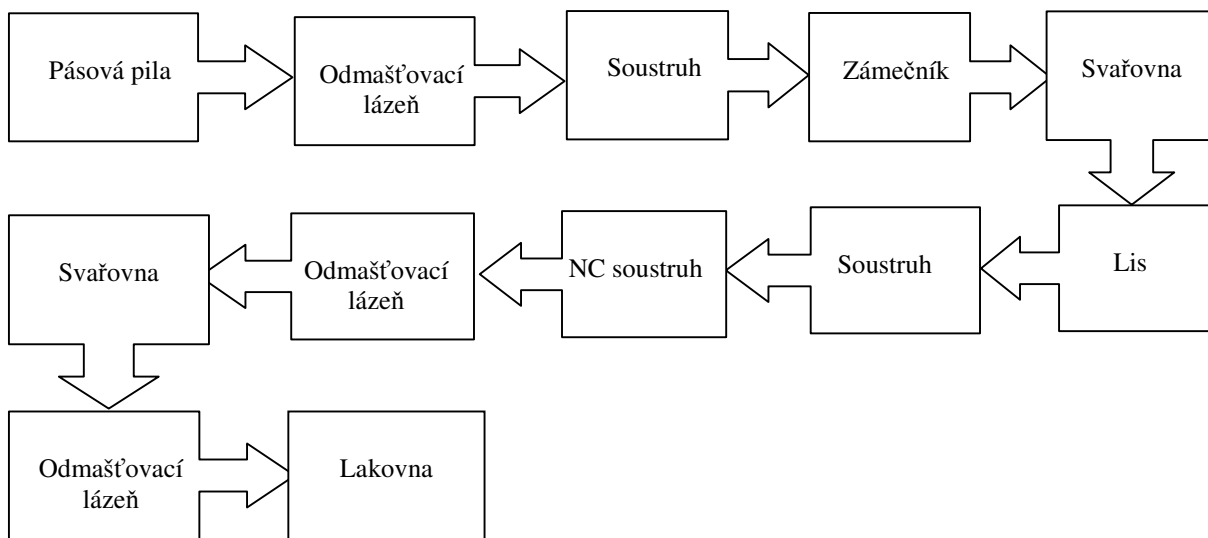 Pásová pila
Odmašťovací
lázeň
Soustruh
Zámečník
Svařovna
Lis
Soustruh
NC soustruh
Odmašťovací
lázeň
Svařovna
Odmašťovací
lázeň
Lakovna